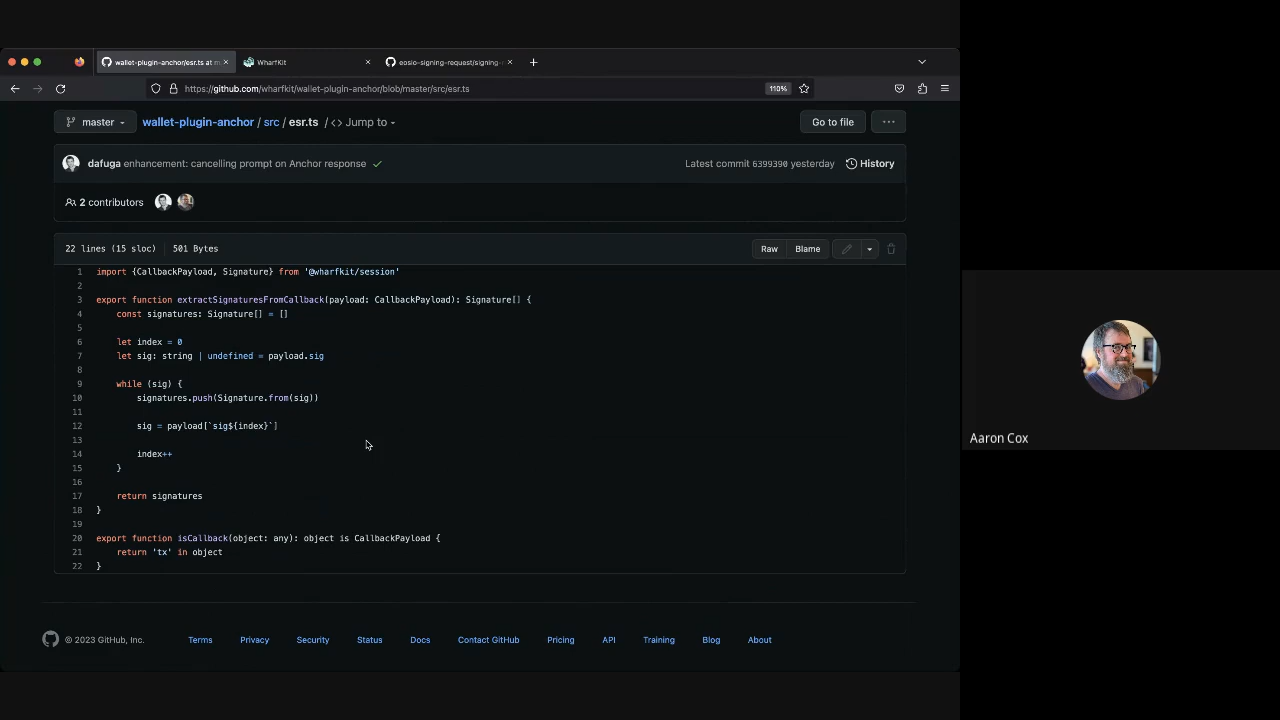 wallet-plugin-anchor/esr.ts at m
WharfKit
eosio-signing-request/signing-
https://github.com/wharfkit/wallet-plugin-anchor/blob/master/src/esr.ts
110%
master
wallet-plugin-anchor / src / esr.ts / <> Jump to
Go to file
...
dafuga enhancement: cancelling prompt on Anchor response
Latest commit 6399390 yesterday
History
2 contributors
22 lines (15 sloc) 501 Bytes
Raw
Blame
1 import {CallbackPayload, Signature} from '@wharfkit/session'
2
3 export function extractSignaturesFromCallback(payload: CallbackPayload): Signature[] {
4 const signatures: Signature[] = []
5
6 let index = 0
7 let sig: string | undefined = payload.sig
8
9 while (sig) {
10 signatures.push(Signature.from(sig))
11
12 sig = payload[`sig${index}`]
13
14 index++
15 }
16
17 return signatures
18 }
19
20 export function isCallback(object: any): object is CallbackPayload {
21 return 'tx' in object
22 }
© 2023 GitHub, Inc.
Terms
Privacy
Security
Status
Docs
Contact GitHub
Pricing
API
Training
Blog
About
Aaron Cox